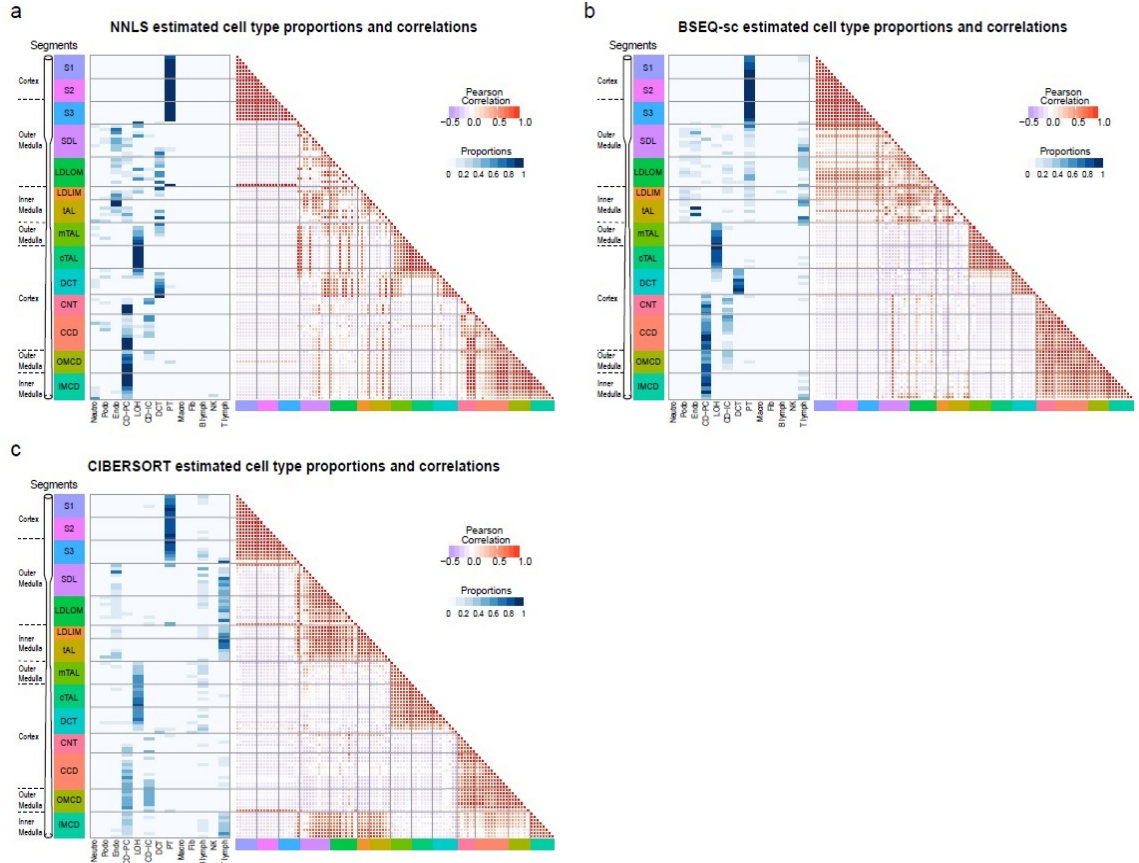 a
NNLS estimated cell type proportions and correlations
Segments
Cortex
Outer
Medulla
Inner
Medulla
Outer
Medulla
Cortex
Outer
Medulla
Inner
Medulla
S1
S2
S3
SDL
LDLOM
LDLIM
tAL
mTAL
cTAL
DCT
CNT
CCD
OMCD
IMCD
Pearson
Correlation
−0.5 0.0 1.0
Proportions
0 0.2 0.4 0.6 0.8 1
Neutro
Podo
Endo
CD−PC
LOH
CD−IC
DCT
PT
Macro
Fib
B lymph
NK
T lymph
b
BSEQ-sc estimated cell type proportions and correlations
Segments
Cortex
Outer
Medulla
Inner
Medulla
Outer
Medulla
Cortex
Outer
Medulla
Inner
Medulla
S1
S2
S3
SDL
LDLOM
LDLIM
tAL
mTAL
cTAL
DCT
CNT
CCD
OMCD
IMCD
Pearson
Correlation
−0.5 0.0 1.0
Proportions
0 0.2 0.4 0.6 0.8 1
Neutro
Podo
Endo
CD−PC
LOH
CD−IC
DCT
PT
Macro
Fib
B lymph
NK
T lymph
c
CIBERSORT estimated cell type proportions and correlations
Segments
Cortex
Outer
Medulla
Inner
Medulla
Outer
Medulla
Cortex
Outer
Medulla
Inner
Medulla
S1
S2
S3
SDL
LDLOM
LDLIM
tAL
mTAL
cTAL
DCT
CNT
CCD
OMCD
IMCD
Pearson
Correlation
−0.5 0.0 1.0
Proportions
0 0.2 0.4 0.6 0.8 1
Neutro
Podo
Endo
CD−PC
LOH
CD−IC
DCT
PT
Macro
Fib
B lymph
NK
T lymph